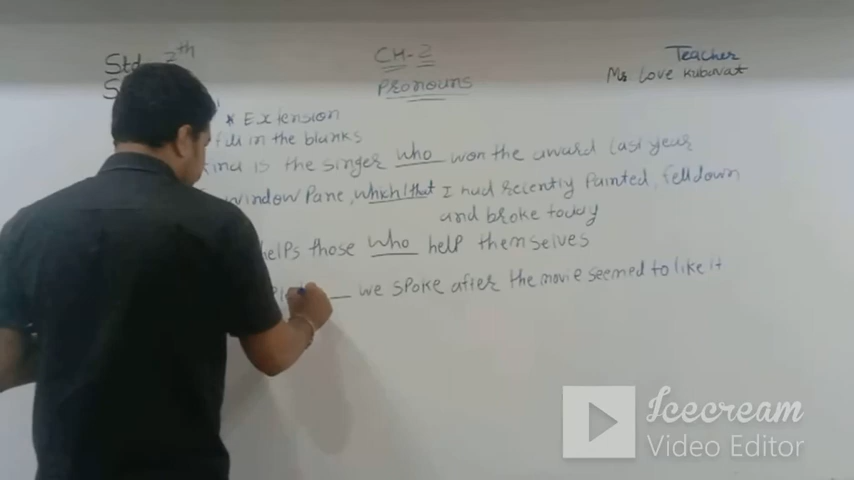 Std 7th
CH-2
Pronouns
Teacher
Ms Love Kubavat
* Extension
fill in the blanks
is the singer who won the award last year
window Pane, which/that I had recently Painted, fell down
and broke today
helps those who help themselves
we spoke after the movie seemed to like it
Icecream
Video Editor